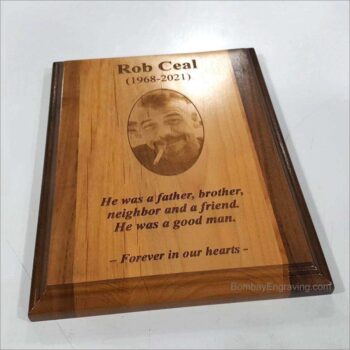 Rob Ceal
(1968-2021)
He was a father, brother,
neighbor and a friend.
He was a good man.
– Forever in our hearts -
BombayEngraving.com